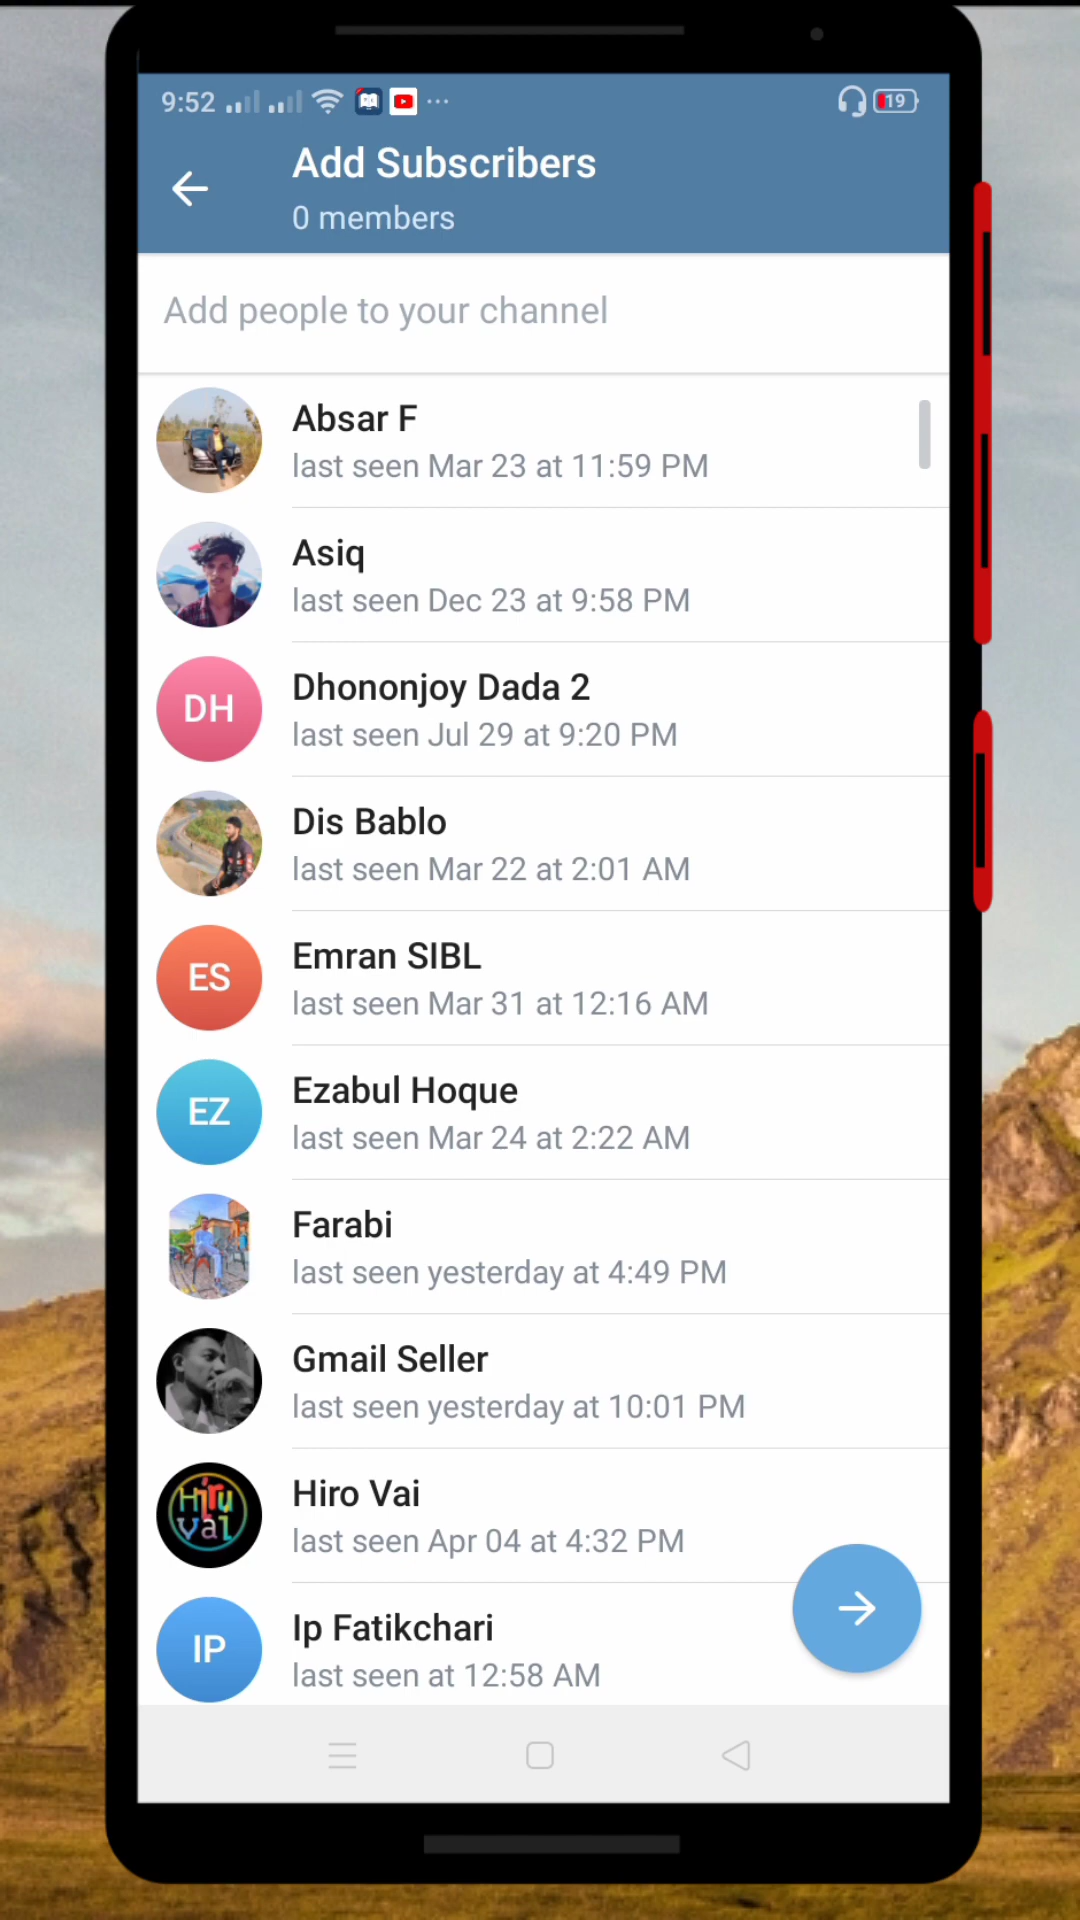 9:52
19
Add Subscribers
0 members
Add people to your channel
Absar F
last seen Mar 23 at 11:59 PM
Asiq
last seen Dec 23 at 9:58 PM
DH
Dhononjoy Dada 2
last seen Jul 29 at 9:20 PM
Dis Bablo
last seen Mar 22 at 2:01 AM
ES
Emran SIBL
last seen Mar 31 at 12:16 AM
EZ
Ezabul Hoque
last seen Mar 24 at 2:22 AM
Farabi
last seen yesterday at 4:49 PM
Gmail Seller
last seen yesterday at 10:01 PM
Hiru
Vai
Hiro Vai
last seen Apr 04 at 4:32 PM
IP
Ip Fatikchari
last seen at 12:58 AM